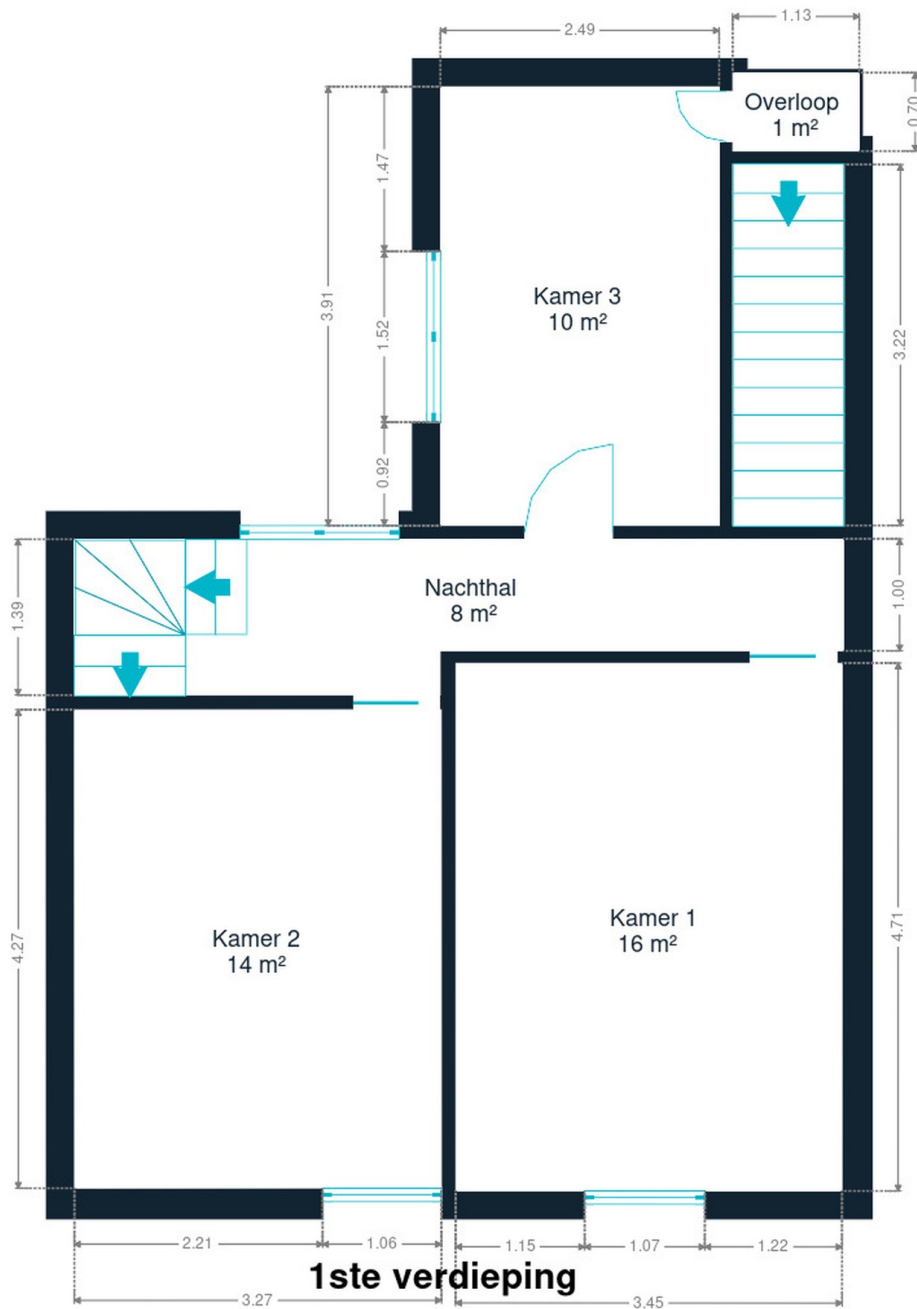 1.13
2.49
Overloop
1 m²
0.70
1.47
3.91
Kamer 3
10 m²
1.52
3.22
0.92
Nachthal
8 m²
1.00
1.39
Kamer 1
16 m²
Kamer 2
14 m²
4.27
4.71
2.21
1.06
1.15
1.07
1.22
1ste verdieping
3.27
3.45